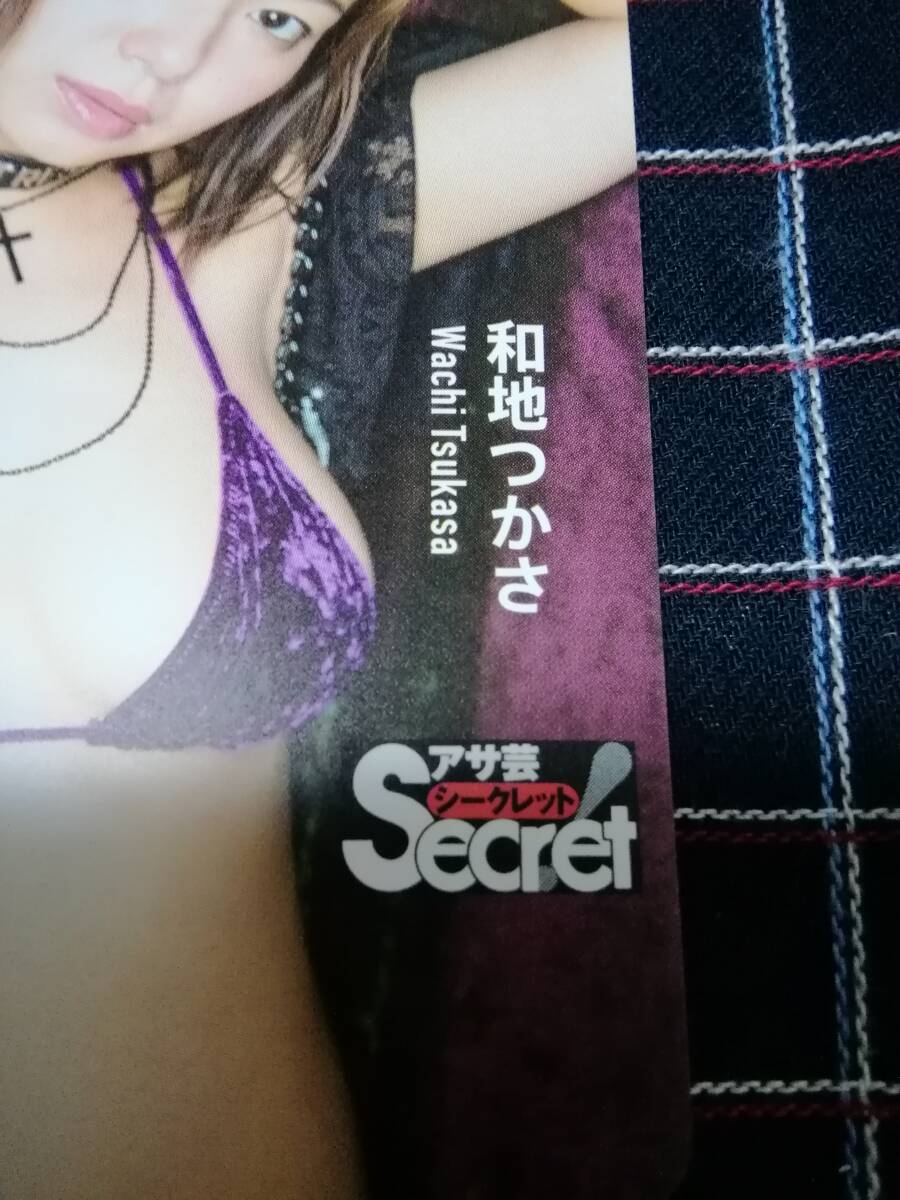 和地つかさ
Wachi Tsukasa
アサ芸
シークレット
Secret!